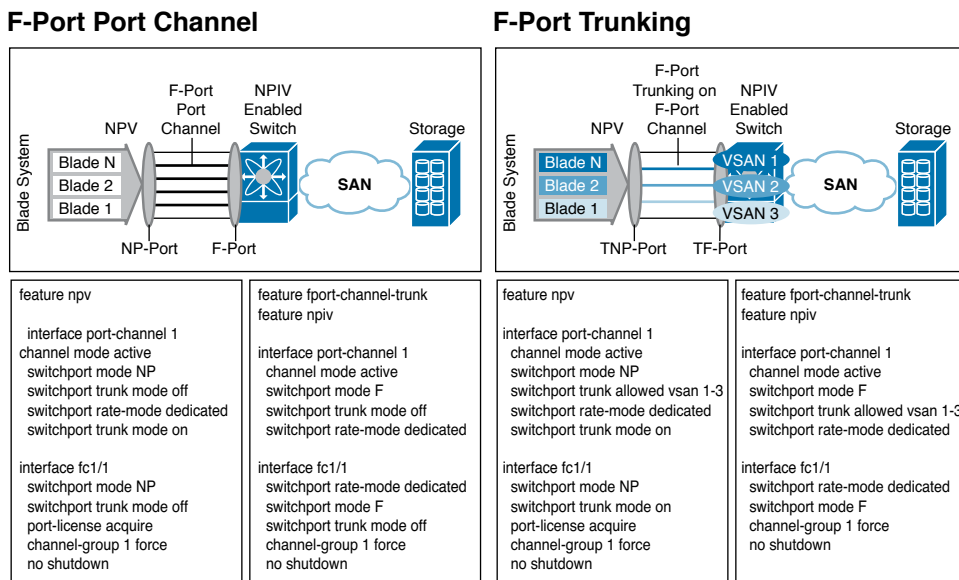 F-Port Port Channel
F-Port
Port
Channel
NPIV
Enabled
Switch
NPV
Storage
Blade System
Blade N
Blade 2
Blade 1
SAN
NP-Port
F-Port
feature npv
interface port-channel 1
channel mode active
switchport mode NP
switchport trunk mode off
switchport rate-mode dedicated
switchport trunk mode on
interface fc1/1
switchport mode NP
switchport trunk mode off
port-license acquire
channel-group 1 force
no shutdown
feature fport-channel-trunk
feature npiv
interface port-channel 1
channel mode active
switchport mode F
switchport trunk mode off
switchport rate-mode dedicated
interface fc1/1
switchport rate-mode dedicated
switchport mode F
switchport trunk mode off
channel-group 1 force
no shutdown
F-Port Trunking
F-Port
Trunking on
F-Port
Channel
NPIV
Enabled
Switch
NPV
Storage
Blade System
Blade N
Blade 2
Blade 1
VSAN 1
VSAN 2
VSAN 3
SAN
TNP-Port
TF-Port
feature npv
interface port-channel 1
channel mode active
switchport mode NP
switchport trunk allowed vsan 1-3
switchport rate-mode dedicated
switchport trunk mode on
interface fc1/1
switchport mode NP
switchport trunk mode on
port-license acquire
channel-group 1 force
no shutdown
feature fport-channel-trunk
feature npiv
interface port-channel 1
channel mode active
switchport mode F
switchport trunk allowed vsan 1-3
switchport rate-mode dedicated
interface fc1/1
switchport rate-mode dedicated
switchport mode F
channel-group 1 force
no shutdown